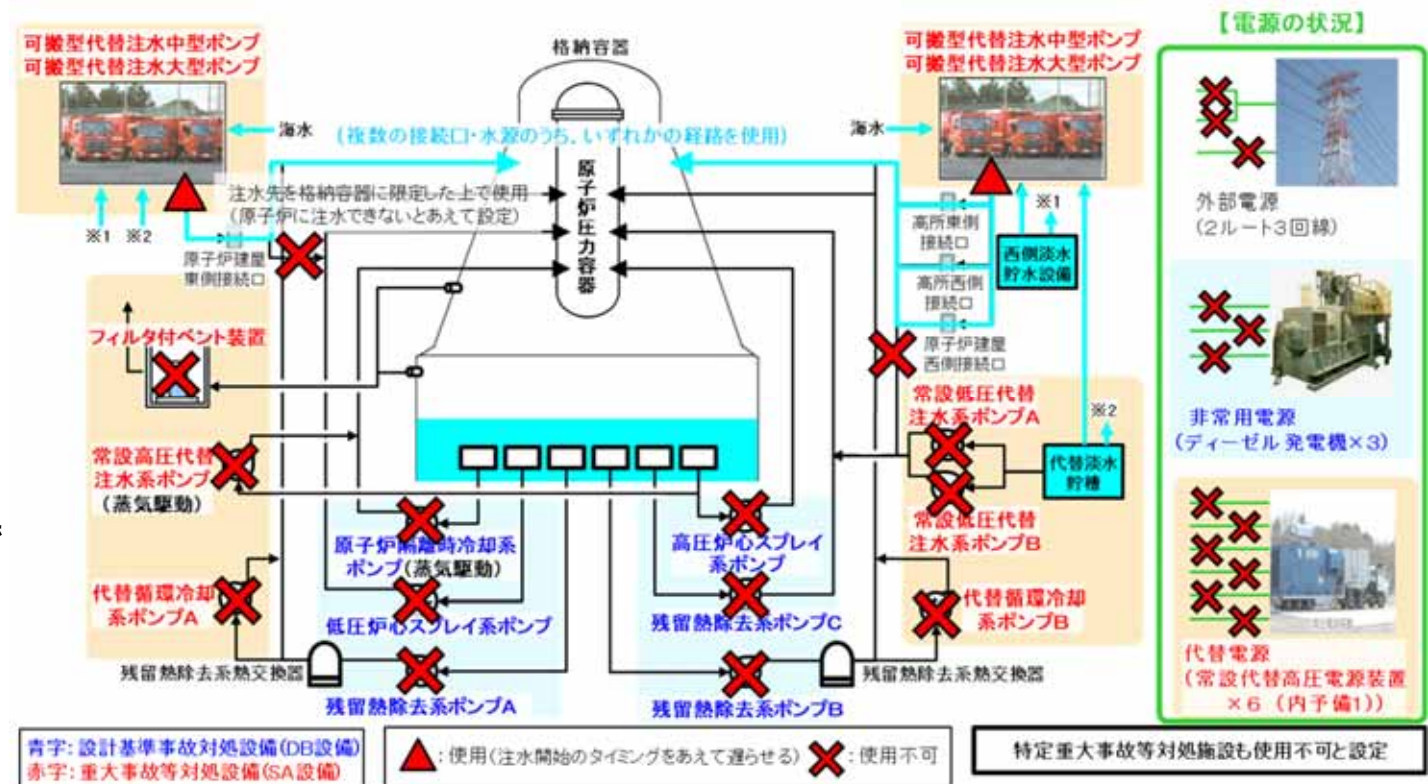 【電源の状況】
可搬型代替注水中型ポンプ
可搬型代替注水大型ポンプ
格納容器
可搬型代替注水中型ポンプ
可搬型代替注水大型ポンプ
海水
(複数の接続口・水源のうち、いずれかの経路を使用)
海水
注水先を格納容器に限定した上で使用
(原子炉に注水できないとあえて設定)
原子炉圧力容器
※1
※2
原子炉建屋
東側接続口
高所東側
接続口
高所西側
接続口
原子炉建屋
西側接続口
※1
西側淡水
貯水設備
外部電源
(2ルート3回線)
フィルタ付ベント装置
常設低圧代替
注水系ポンプA
※2
代替淡水
貯槽
常設低圧代替
注水系ポンプB
非常用電源
(ディーゼル発電機×3)
常設高圧代替
注水系ポンプ
(蒸気駆動)
原子炉隔離時冷却系
ポンプ(蒸気駆動)
高圧炉心スプレイ
系ポンプ
代替循環冷却
系ポンプA
低圧炉心スプレイ系ポンプ
残留熱除去系ポンプC
代替循環冷却
系ポンプB
残留熱除去系熱交換器
残留熱除去系ポンプA
残留熱除去系ポンプB
残留熱除去系熱交換器
代替電源
(常設代替高圧電源装置
×6 (内予備1))
青字:設計基準事故対処設備(DB設備)
赤字:重大事故等対処設備(SA設備)
:使用(注水開始のタイミングをあえて遅らせる)
:使用不可
特定重大事故等対処施設も使用不可と設定